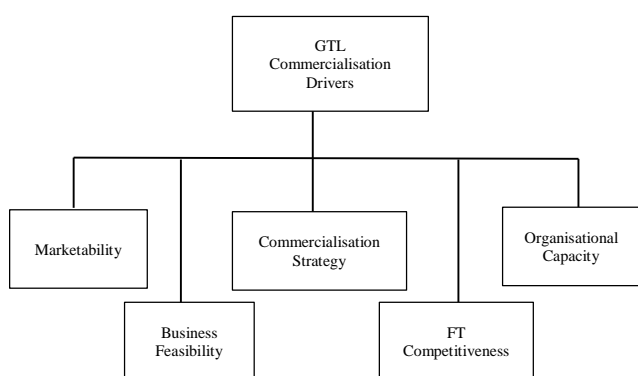 GTL
Commercialisation
Drivers
Marketability
Commercialisation
Strategy
Organisational
Capacity
Business
Feasibility
FT
Competitiveness